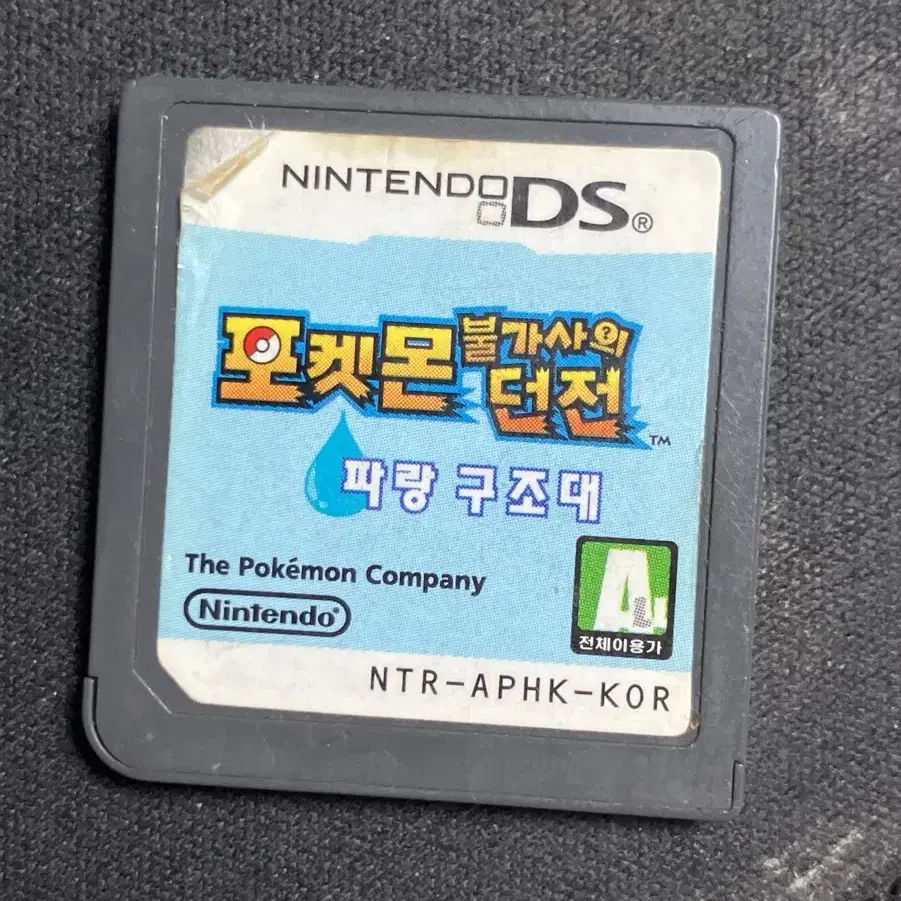 NINTENDO DS®
포켓몬 불가사의
던전™
파랑 구조대
The Pokémon Company
Nintendo®
전체이용가
NTR-APHK-KOR